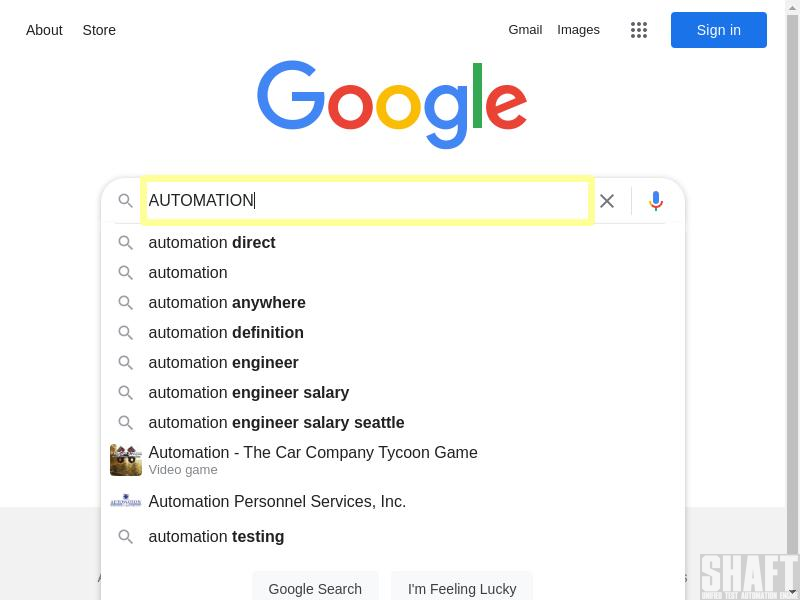 About Store Gmail Images Sign in
Google
AUTOMATION
automation direct
automation
automation anywhere
automation definition
automation engineer
automation engineer salary
automation engineer salary seattle
Automation - The Car Company Tycoon Game
Video game
Automation Personnel Services, Inc.
automation testing
Google Search I'm Feeling Lucky
SHAFT